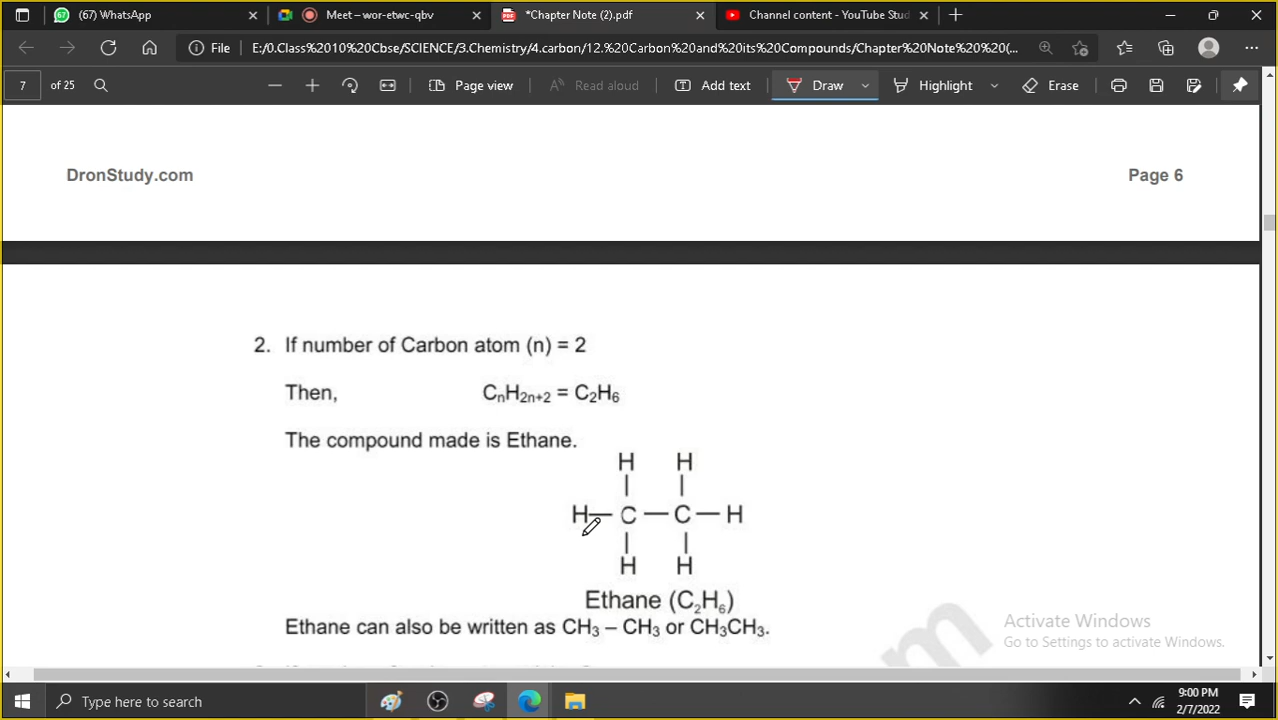 (67) WhatsApp
Meet – wor-etwc-qbv
*Chapter Note (2).pdf
Channel content - YouTube Stud
File
E:/0.Class%2010%20Cbse/SCIENCE/3.Chemistry/4.carbon/12.%20Carbon%20and%20its%20Compounds/Chapter%20Note%20%20(...
7 of 25
Page view
Read aloud
Add text
Draw
Highlight
Erase
DronStudy.com
Page 6
2. If number of Carbon atom (n) = 2
Then, CₙH₂ₙ₊₂ = C₂H₆
The compound made is Ethane.
H H
| |
H— C — C — H
| |
H H
Ethane (C₂H₆)
Ethane can also be written as CH₃ – CH₃ or CH₃CH₃.
Activate Windows
Go to Settings to activate Windows.
Type here to search
9:00 PM
2/7/2022